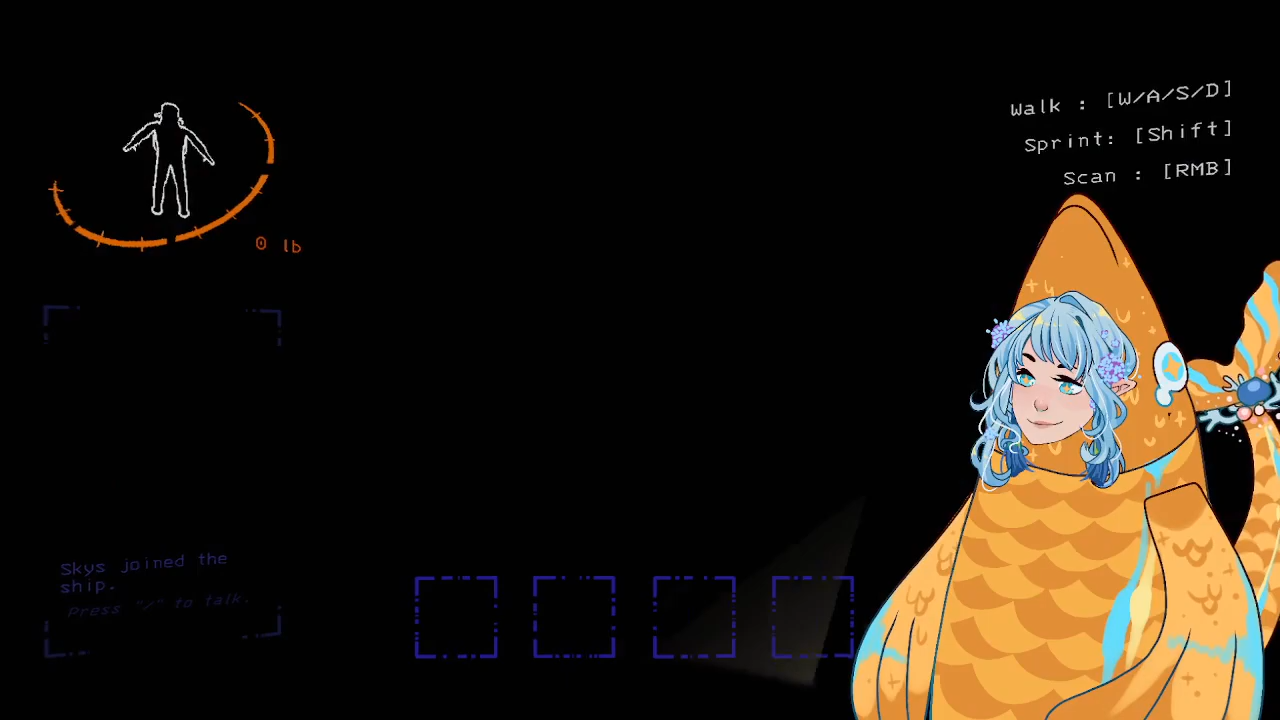 Walk : [W/A/S/D]
Sprint: [Shift]
Scan : [RMB]
0 lb
Skys joined the
ship.
Press "/" to talk.